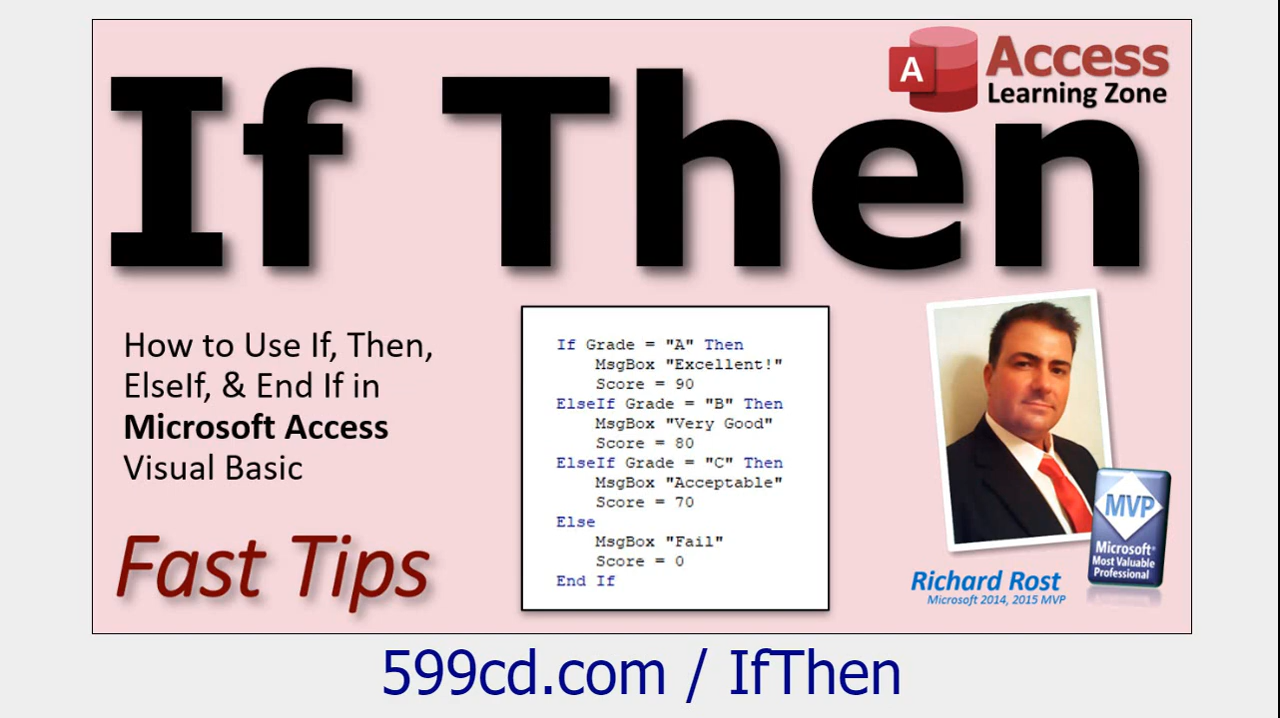 If Then
A
Access
Learning Zone
How to Use If, Then,
ElseIf, & End If in
Microsoft Access
Visual Basic
Fast Tips
If Grade = "A" Then
    MsgBox "Excellent!"
    Score = 90
ElseIf Grade = "B" Then
    MsgBox "Very Good"
    Score = 80
ElseIf Grade = "C" Then
    MsgBox "Acceptable"
    Score = 70
Else
    MsgBox "Fail"
    Score = 0
End If
MVP
Microsoft®
Most Valuable
Professional
Richard Rost
Microsoft 2014, 2015 MVP
599cd.com / IfThen